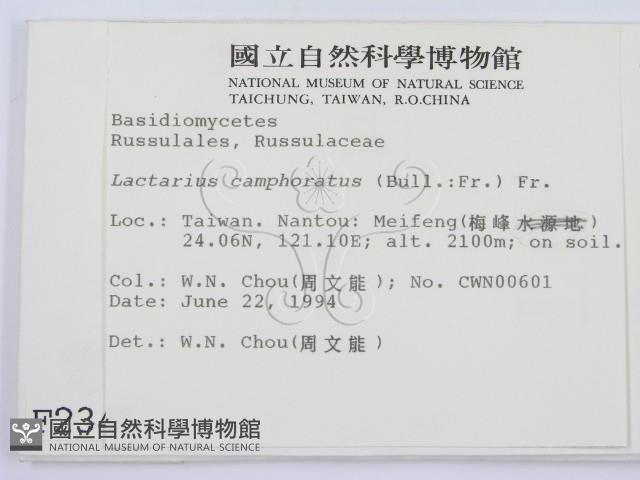 國立自然科學博物館
NATIONAL MUSEUM OF NATURAL SCIENCE
TAICHUNG, TAIWAN, R.O.CHINA
Basidiomycetes
Russulales, Russulaceae
Lactarius camphoratus (Bull.:Fr.) Fr.
Loc.: Taiwan. Nantou: Meifeng(梅峰水源地)
24.06N, 121.10E; alt. 2100m; on soil.
Col.: W.N. Chou(周文能); No. CWN00601
Date: June 22, 1994
Det.: W.N. Chou(周文能)
國立自然科學博物館
NATIONAL MUSEUM OF NATURAL SCIENCE